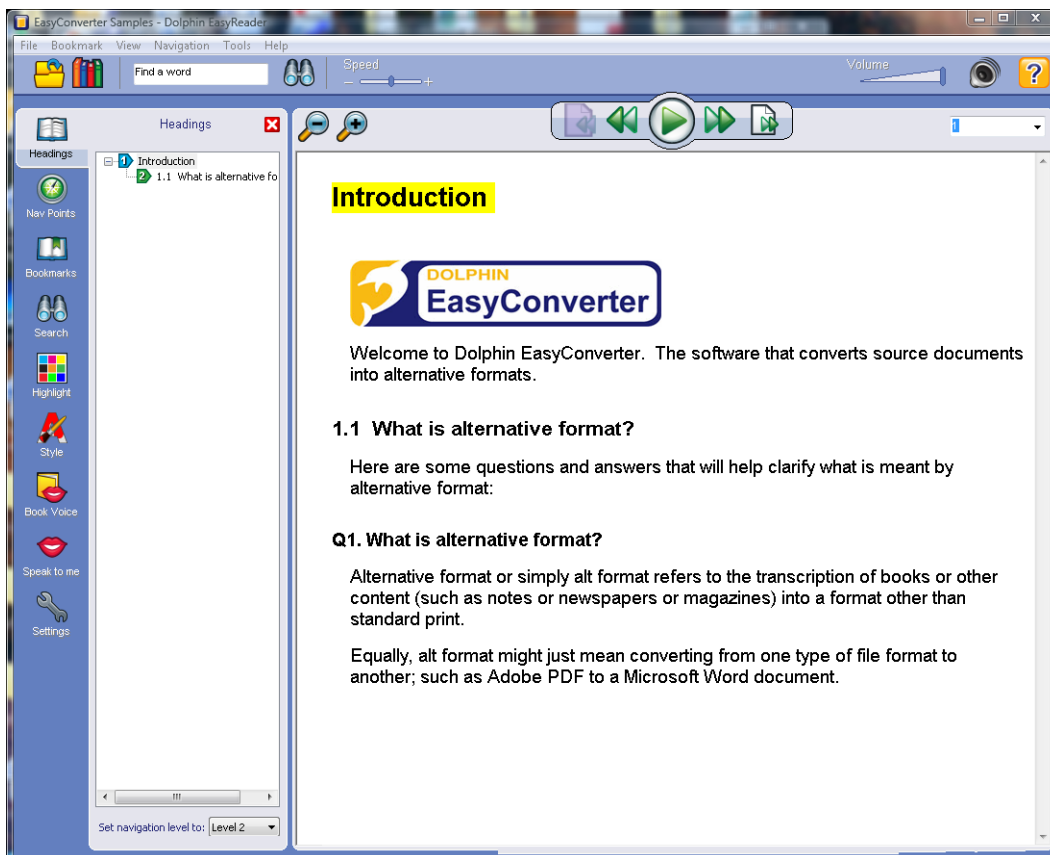 EasyConverter Samples - Dolphin EasyReader
File Bookmark View Navigation Tools Help
Find a word
Speed
- +
Volume
?
Headings
Headings
1 Introduction
2 1.1 What is alternative fo
Nav Points
Bookmarks
Search
Highlight
Style
Book Voice
Speak to me
Settings
Set navigation level to: Level 2
1
Introduction
DOLPHIN
EasyConverter
Welcome to Dolphin EasyConverter. The software that converts source documents
into alternative formats.
1.1 What is alternative format?
Here are some questions and answers that will help clarify what is meant by
alternative format:
Q1. What is alternative format?
Alternative format or simply alt format refers to the transcription of books or other
content (such as notes or newspapers or magazines) into a format other than
standard print.
Equally, alt format might just mean converting from one type of file format to
another; such as Adobe PDF to a Microsoft Word document.